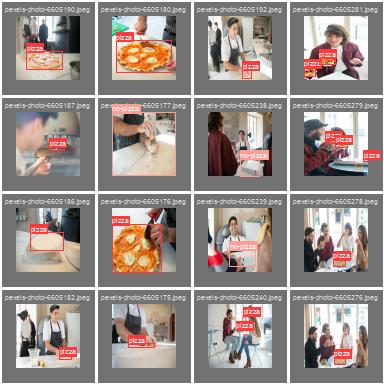 pexels-photo-6605190.jpeg
pizza
pexels-photo-6605180.jpeg
pizza
pexels-photo-6605192.jpeg
pizza
pexels-photo-6605281.jpeg
pizza
pizza
pexels-photo-6605187.jpeg
pizza
pexels-photo-6605177.jpeg
no-pizza
pexels-photo-6605238.jpeg
no-pizza
pexels-photo-6605279.jpeg
pizza
pizza
pizza
pexels-photo-6605186.jpeg
pizza
pexels-photo-6605176.jpeg
pizza
pexels-photo-6605239.jpeg
no-pizza
pexels-photo-6605278.jpeg
pizza
pexels-photo-6605182.jpeg
pizza
pexels-photo-6605175.jpeg
pizza
pexels-photo-6605240.jpeg
pizza
pizza
pexels-photo-6605276.jpeg
pizza